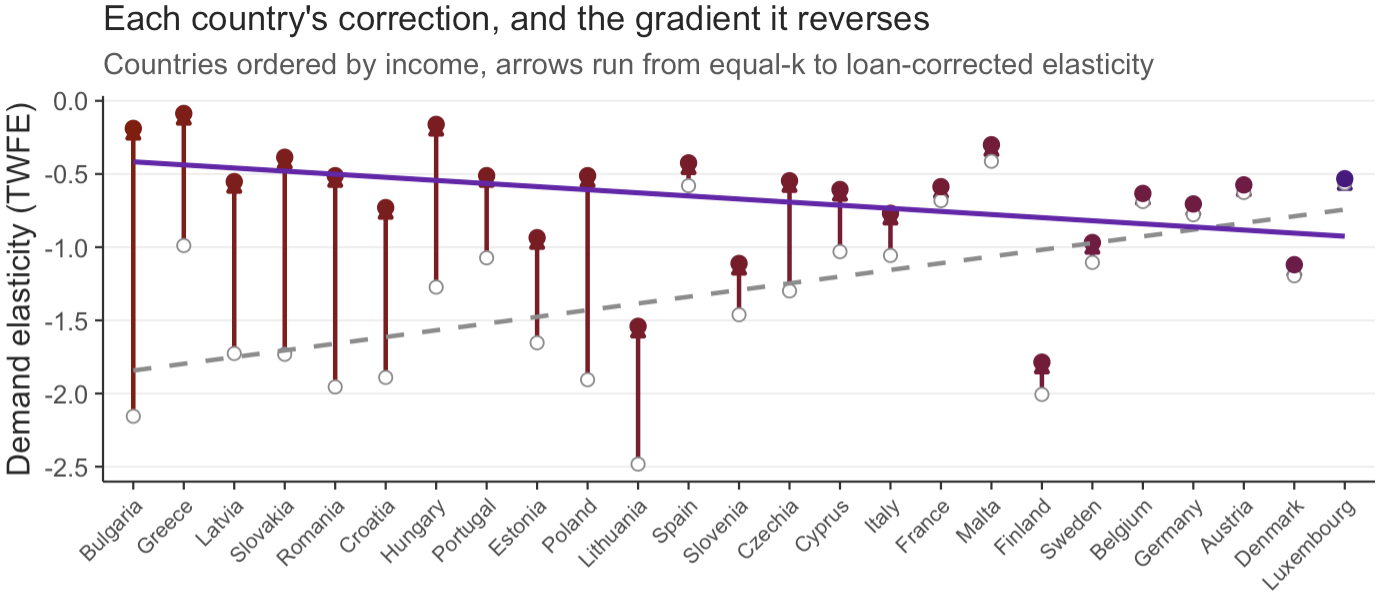 Each country's correction, and the gradient it reverses
Countries ordered by income, arrows run from equal-k to loan-corrected elasticity
Demand elasticity (TWFE)
0.0
-0.5
-1.0
-1.5
-2.0
-2.5
Bulgaria
Greece
Latvia
Slovakia
Romania
Croatia
Hungary
Portugal
Estonia
Poland
Lithuania
Spain
Slovenia
Czechia
Cyprus
Italy
France
Malta
Finland
Sweden
Belgium
Germany
Austria
Denmark
Luxembourg